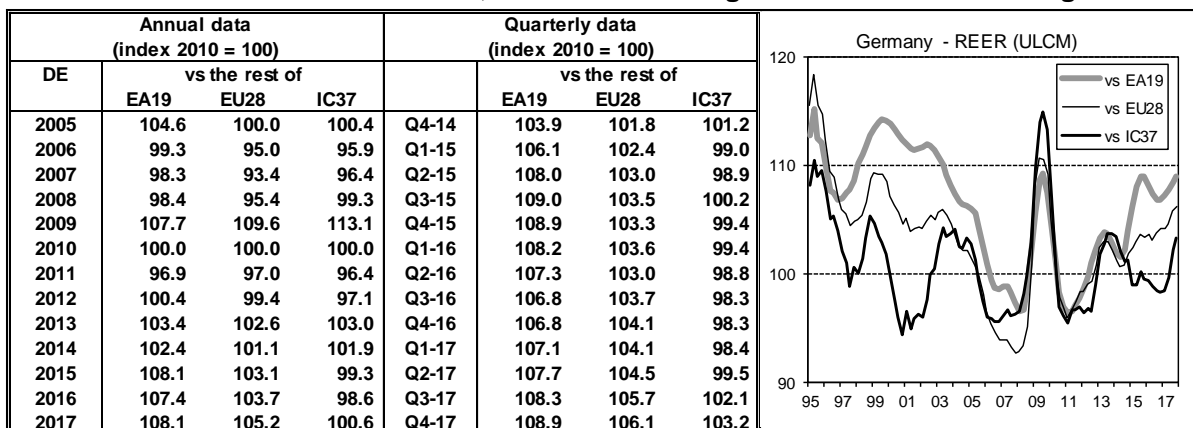 Annual data Quarterly data
(index 2010 = 100) (index 2010 = 100)
DE vs the rest of vs the rest of
EA19 EU28 IC37 EA19 EU28 IC37
2005 104.6 100.0 100.4 Q4-14 103.9 101.8 101.2
2006 99.3 95.0 95.9 Q1-15 106.1 102.4 99.0
2007 98.3 93.4 96.4 Q2-15 108.0 103.0 98.9
2008 98.4 95.4 99.3 Q3-15 109.0 103.5 100.2
2009 107.7 109.6 113.1 Q4-15 108.9 103.3 99.4
2010 100.0 100.0 100.0 Q1-16 108.2 103.6 99.4
2011 96.9 97.0 96.4 Q2-16 107.3 103.0 98.8
2012 100.4 99.4 97.1 Q3-16 106.8 103.7 98.3
2013 103.4 102.6 103.0 Q4-16 106.8 104.1 98.3
2014 102.4 101.1 101.9 Q1-17 107.1 104.1 98.4
2015 108.1 103.1 99.3 Q2-17 107.7 104.5 99.5
2016 107.4 103.7 98.6 Q3-17 108.3 105.7 102.1
2017 108.1 105.2 100.6 Q4-17 108.9 106.1 103.2
Germany - REER (ULCM)
120
vs EA19
vs EU28
vs IC37
110
100
90
95 97 99 01 03 05 07 09 11 13 15 17